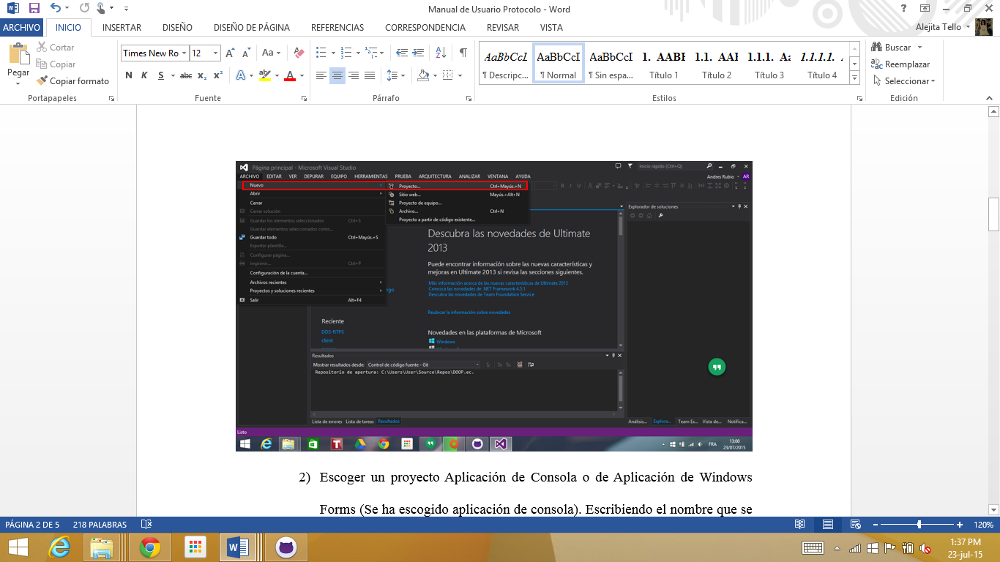 Manual de Usuario Protocolo - Word
ARCHIVO INICIO INSERTAR DISEÑO DISEÑO DE PÁGINA REFERENCIAS CORRESPONDENCIA REVISAR VISTA Alejita Tello
Pegar
Cortar
Copiar
Copiar formato
Portapapeles
Times New Ro 12
Aa
N K S abc x₂ x² A A
Fuente
Párrafo
AaBbCcI AaBbCcI AaBbCcI 1. AABI 1.1. AAI 1.1.1. Aa 1.1.1.1.
¶ Descripc... ¶ Normal ¶ Sin espa... Título 1 Título 2 Título 3 Título 4
Estilos
Buscar
Reemplazar
Seleccionar
Edición
Página principal - Microsoft Visual Studio
Inicio rápido (Ctrl+Q)
ARCHIVO EDITAR VER DEPURAR EQUIPO HERRAMIENTAS PRUEBA ARQUITECTURA ANALIZAR VENTANA AYUDA
Andres Rubio AR
Nuevo
Abrir
Cerrar
Cerrar solución
Guardar los elementos seleccionados Ctrl+S
Guardar elementos seleccionados como...
Guardar todo Ctrl+Mayús.+S
Exportar plantilla...
Configurar página...
Imprimir... Ctrl+P
Configuración de la cuenta...
Archivos recientes
Proyectos y soluciones recientes
Salir Alt+F4
Proyecto... Ctrl+Mayús.+N
Sitio web... Mayús.+Alt+N
Proyecto de equipo...
Archivo... Ctrl+N
Proyecto a partir de código existente...
Descubra las novedades de Ultimate
2013
Puede encontrar información sobre las nuevas características y
mejoras en Ultimate 2013 si revisa las secciones siguientes.
Más información acerca de las nuevas características de Ultimate 2013
Conozca las novedades de .NET Framework 4.5.1
Descubra las novedades de Team Foundation Service
Reubicar la información sobre novedades
Reciente
DDS-RTPS
client
Novedades en las plataformas de Microsoft
Windows
Explorador de soluciones
Resultados
Mostrar resultados desde: Control de código fuente - Git
Repositorio de apertura: C:\Users\User\Source\Repos\DOOP.ec.
Lista de errores Lista de tareas Resultados
Análisis... Explora... Team Ex... Vista de... Notifica...
Listo
FRA
13:00
23/07/2015
2) Escoger un proyecto Aplicación de Consola o de Aplicación de Windows
Forms (Se ha escogido aplicación de consola). Escribiendo el nombre que se
PÁGINA 2 DE 5 218 PALABRAS 120%
1:37 PM
23-jul-15